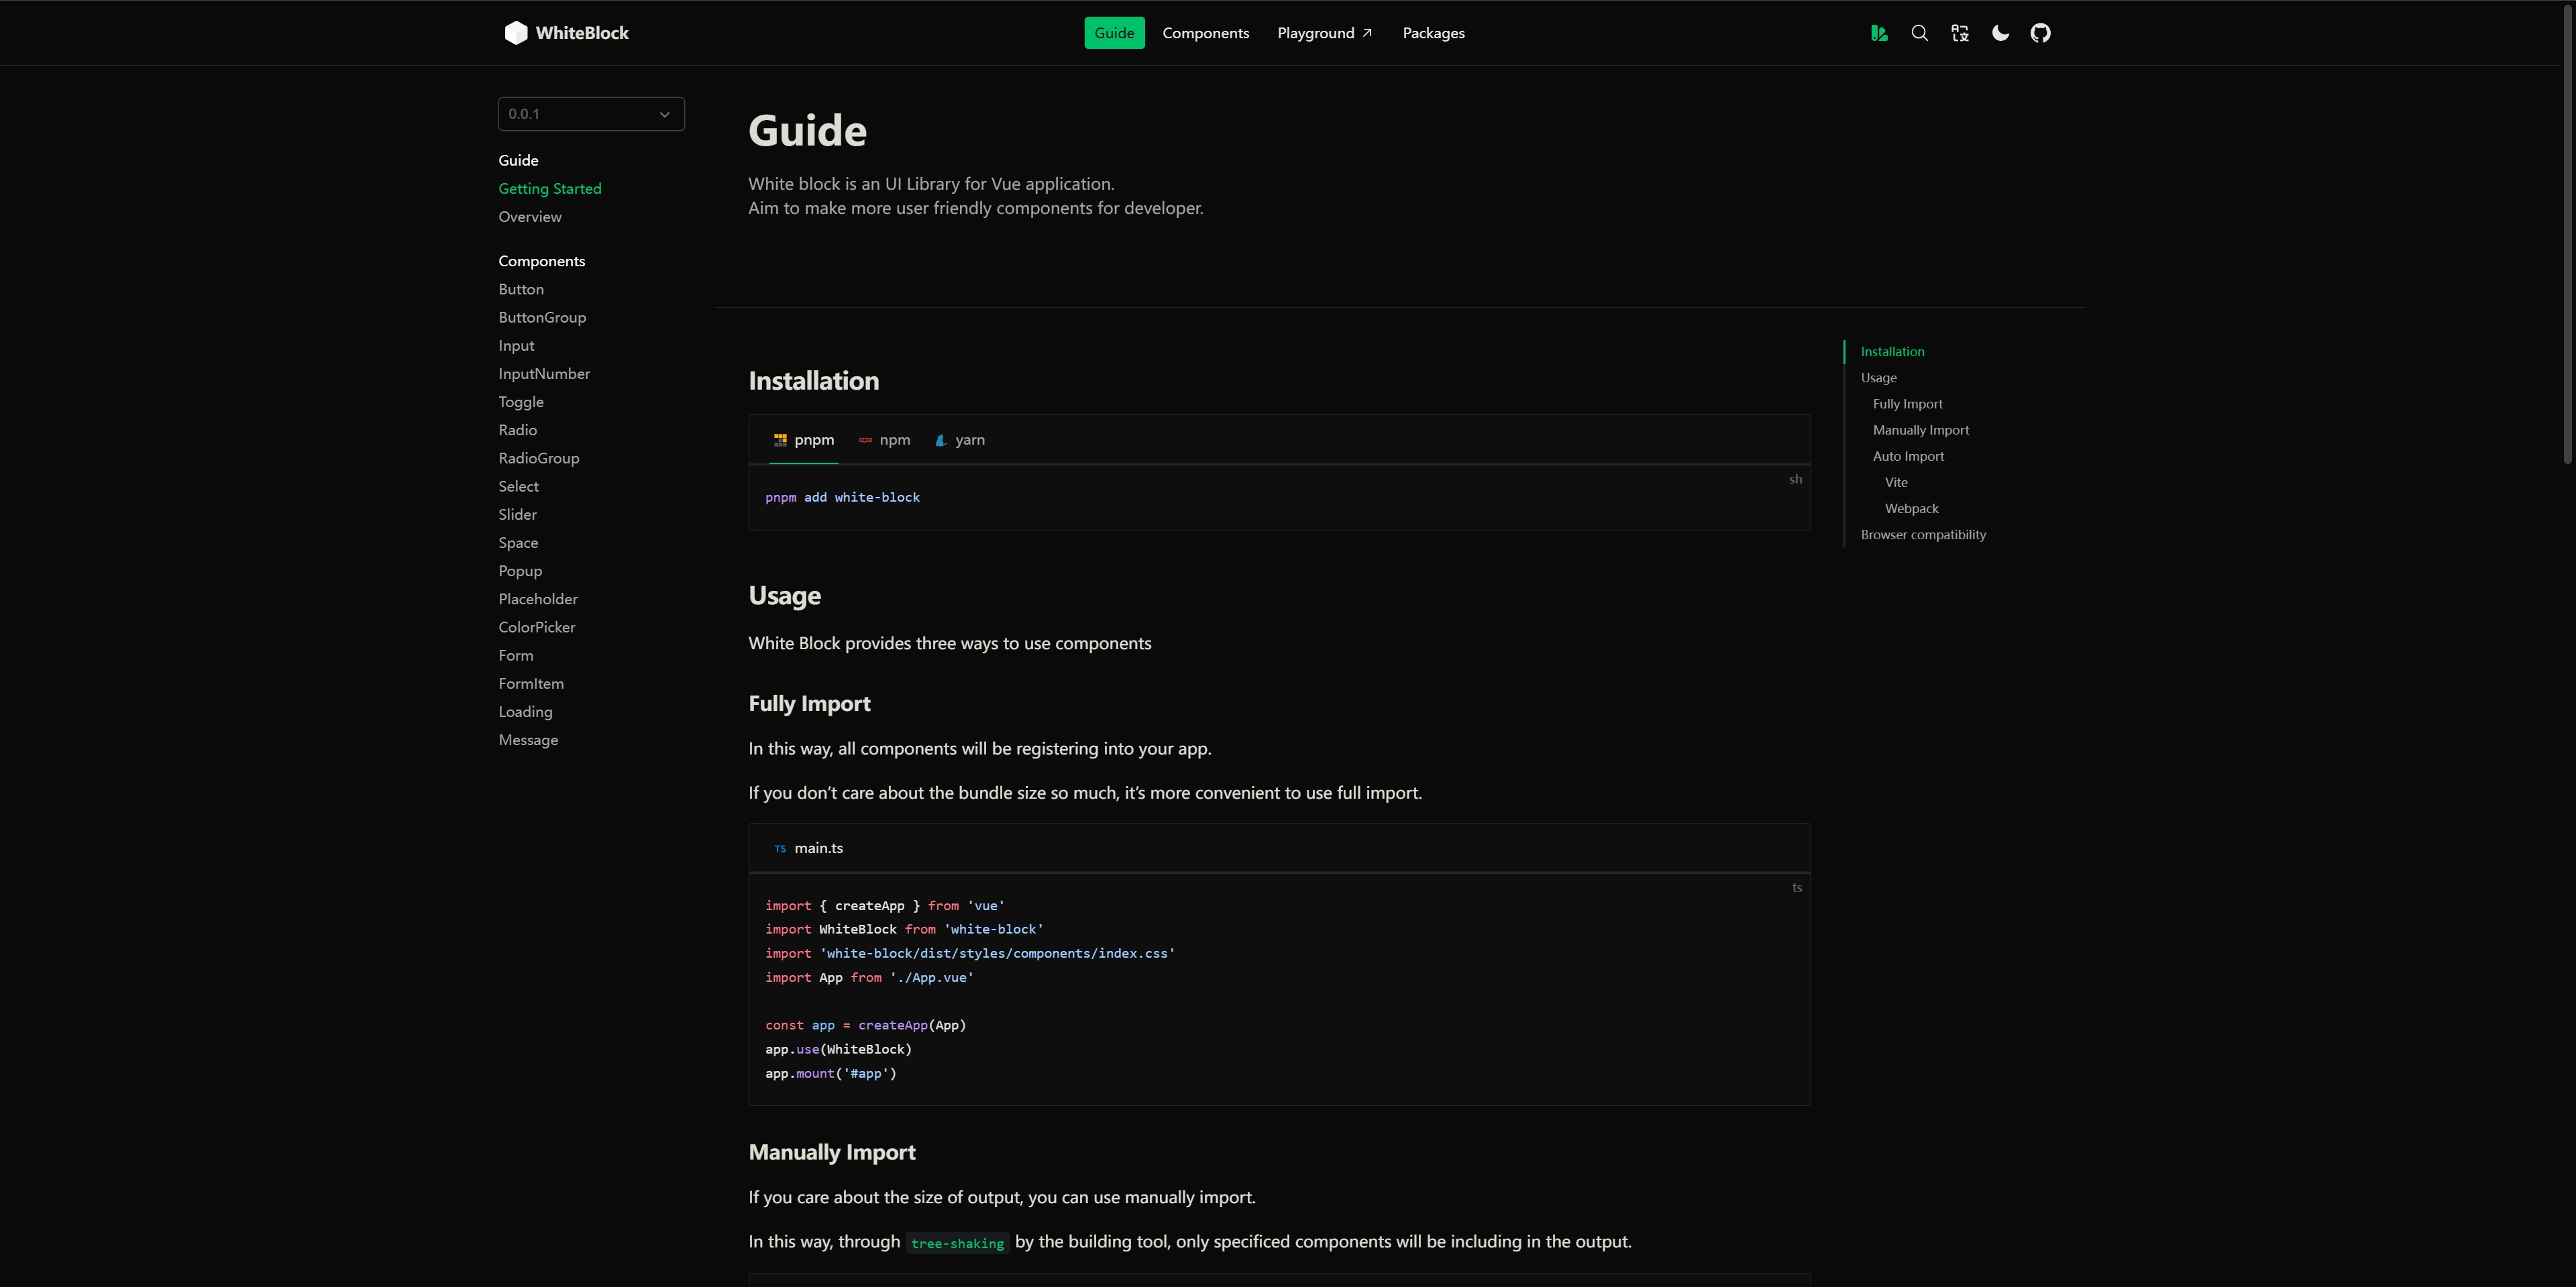 WhiteBlock
Guide
Components
Playground ↗
Packages
0.0.1
Guide
Getting Started
Overview
Components
Button
ButtonGroup
Input
InputNumber
Toggle
Radio
RadioGroup
Select
Slider
Space
Popup
Placeholder
ColorPicker
Form
FormItem
Loading
Message
Guide
White block is an UI Library for Vue application.
Aim to make more user friendly components for developer.
Installation
pnpm
npm
yarn
sh
pnpm add white-block
Usage
White Block provides three ways to use components
Fully Import
In this way, all components will be registering into your app.
If you don’t care about the bundle size so much, it’s more convenient to use full import.
TS main.ts
ts
import { createApp } from 'vue'
import WhiteBlock from 'white-block'
import 'white-block/dist/styles/components/index.css'
import App from './App.vue'
const app = createApp(App)
app.use(WhiteBlock)
app.mount('#app')
Manually Import
If you care about the size of output, you can use manually import.
In this way, through tree-shaking by the building tool, only specificed components will be including in the output.
Installation
Usage
Fully Import
Manually Import
Auto Import
Vite
Webpack
Browser compatibility